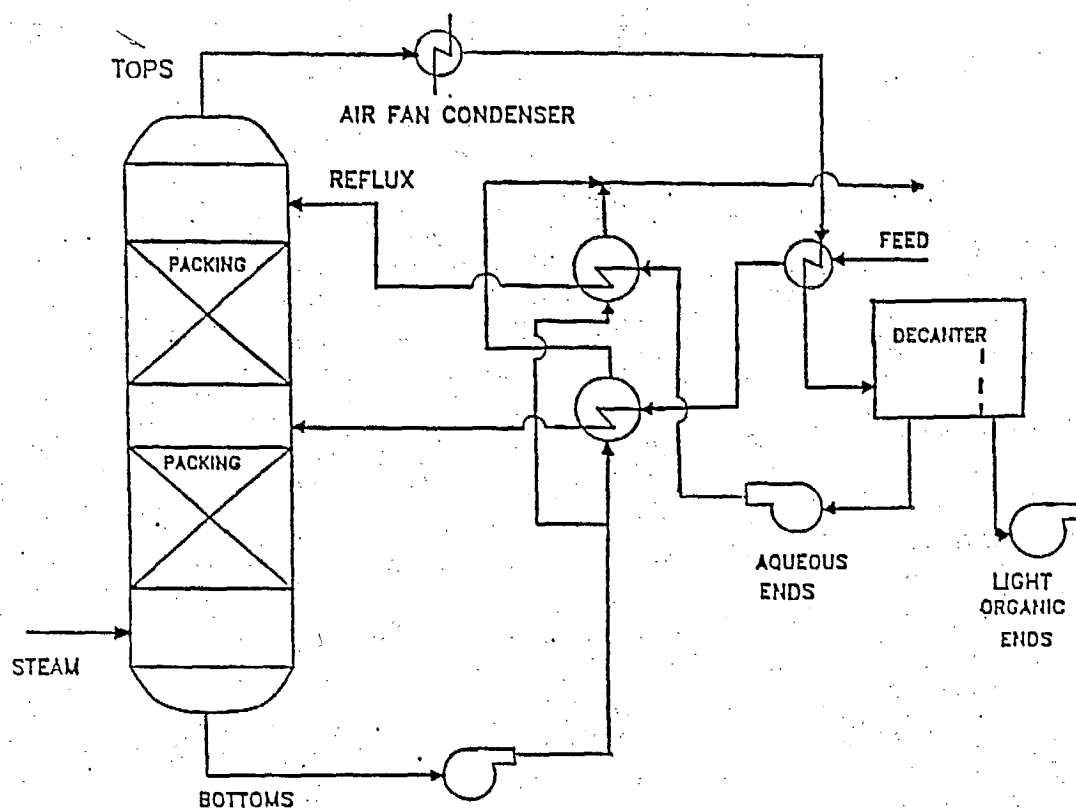 TOPS
AIR FAN CONDENSER
REFLUX
FEED
PACKING
DECANTER
PACKING
AQUEOUS
ENDS
LIGHT
ORGANIC
ENDS
STEAM
BOTTOMS